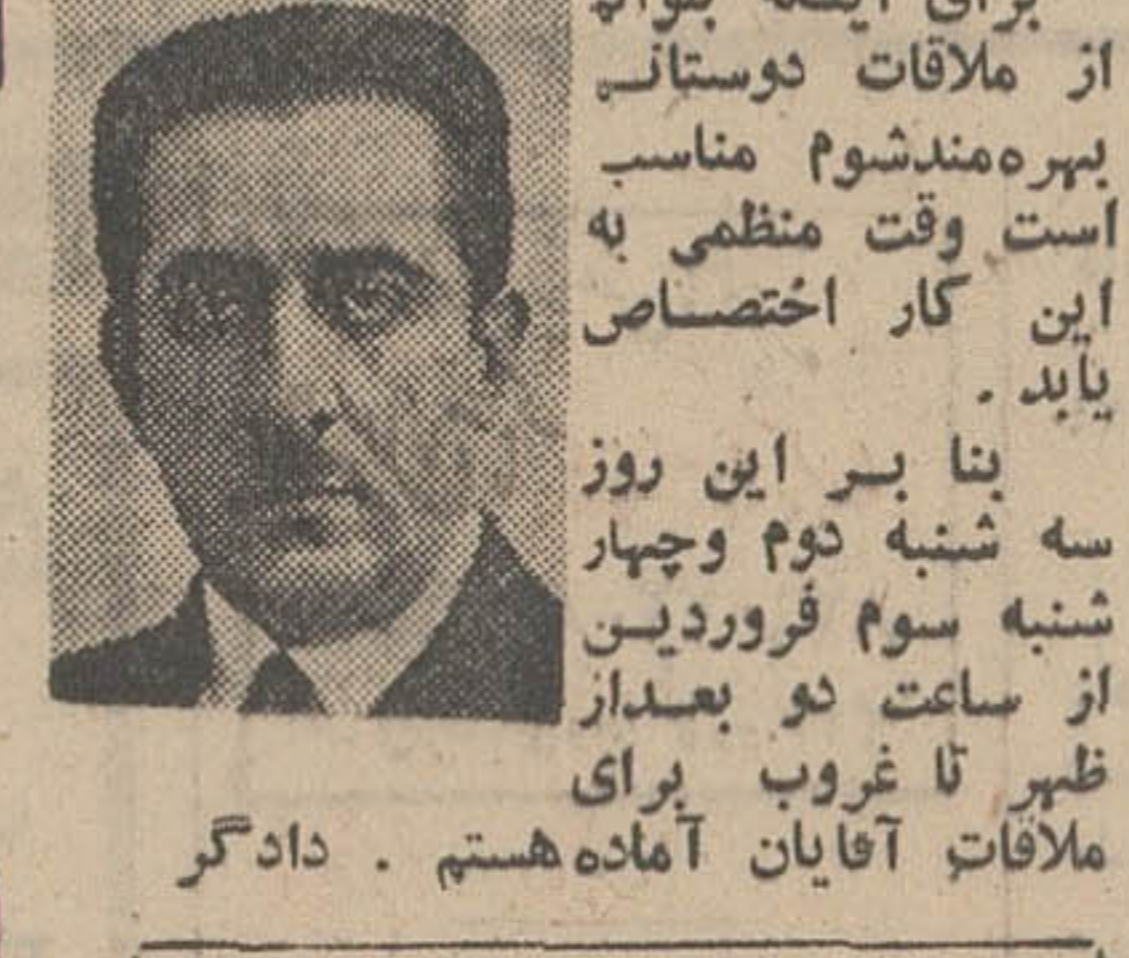 از ملاقات دوستانه
بهره‌مندشوم مناسب
است وقت منظمی به
این کار اختصاص
یابد .
بنا بر این روز
سه شنبه دوم وچهار
شنبه سوم فروردین
از ساعت دو بعداز
ظهر تا غروب برای
ملاقات آقایان آماده هستم . دادگر